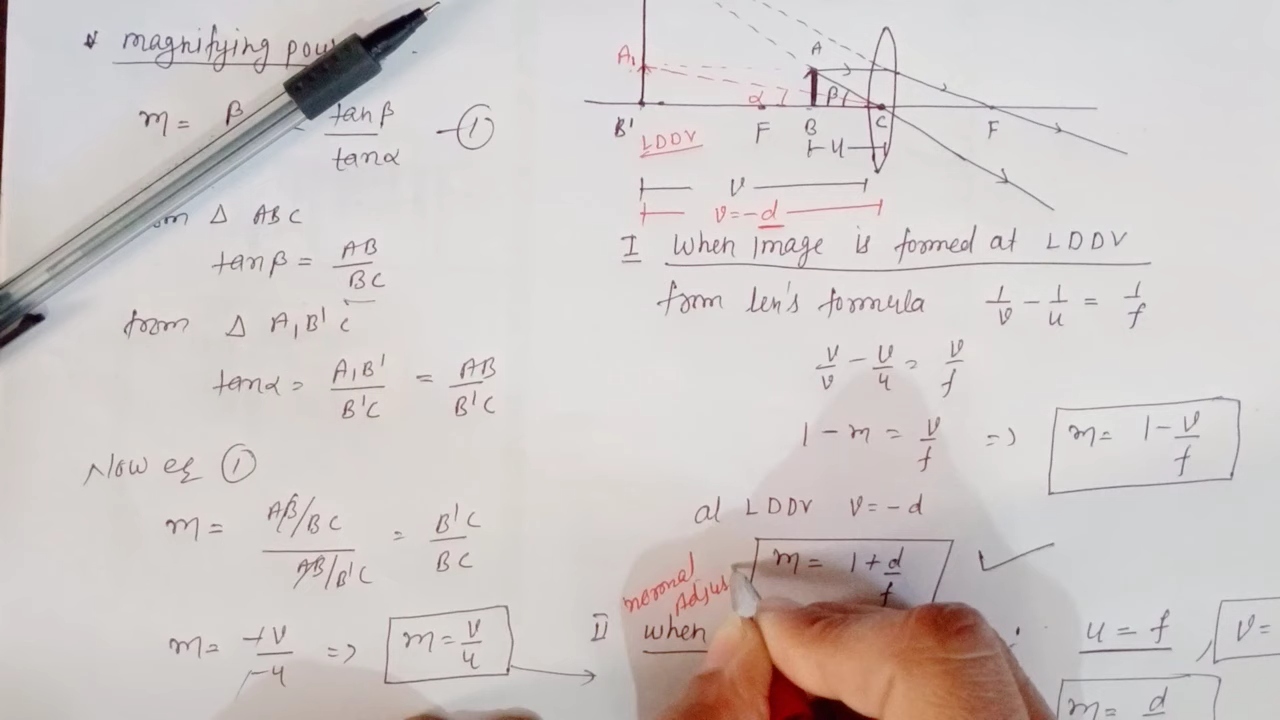 * magnifying pow
m = β tanβ/tanα — ①
om Δ ABC
tanβ = AB/BC
from Δ A₁B'C
tanα = A₁B'/B'C = AB/B'C
Now eq ①
m = AB/BC / AB/B'C = B'C/BC
m = +v/-u => m = v/u
A₁ A
α β
B' F B C F
LDDV u
v
v = -d
I when image is formed at LDDV
from len's formula 1/v - 1/u = 1/f
v/v - v/u = v/f
1 - m = v/f => m = 1 - v/f
at LDDV v = -d
m = 1 + d/f
normal
Adjus
II when : u = f , v =
m = d